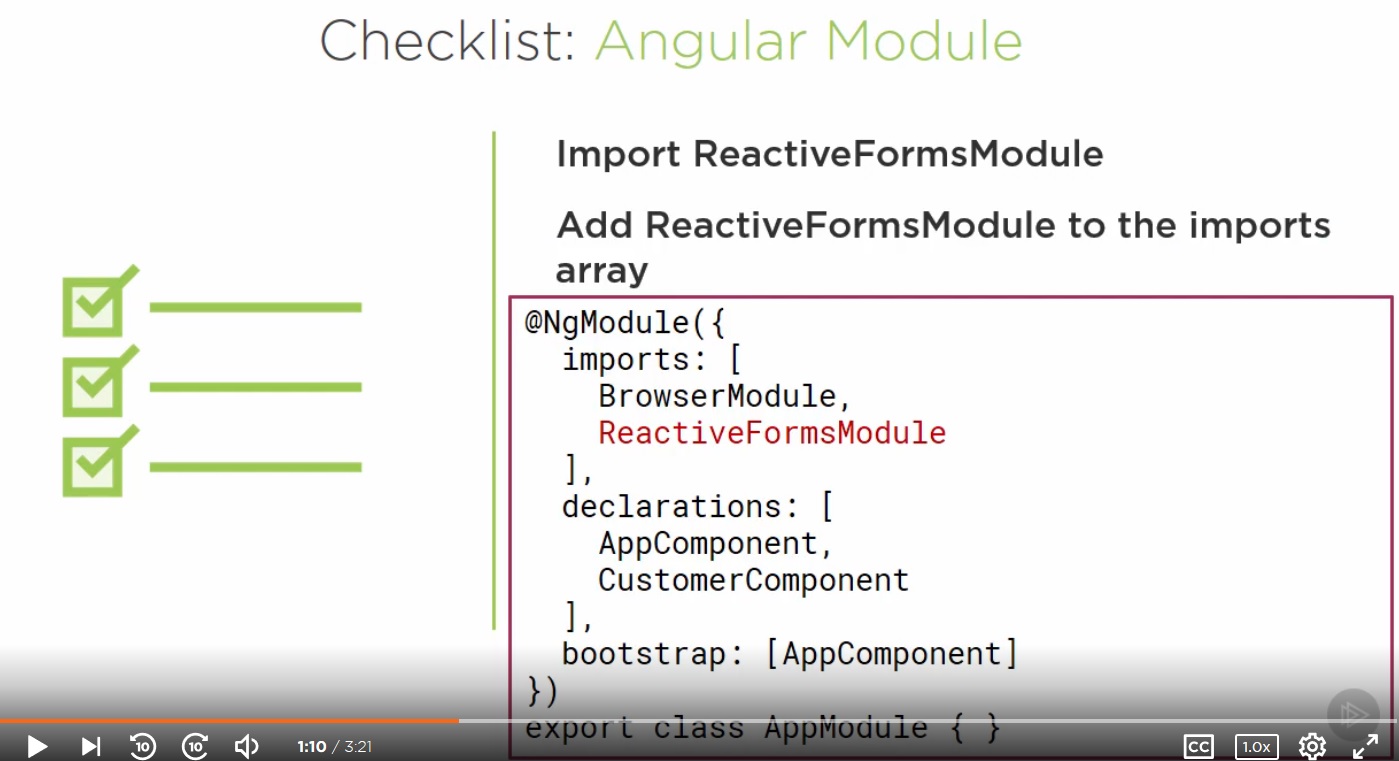 Checklist: Angular Module
Import ReactiveFormsModule
Add ReactiveFormsModule to the imports
array
@NgModule({
  imports: [
    BrowserModule,
    ReactiveFormsModule
  ],
  declarations: [
    AppComponent,
    CustomerComponent
  ],
  bootstrap: [AppComponent]
})
export class AppModule { }
10 10 1:10 / 3:21 CC 1.0x